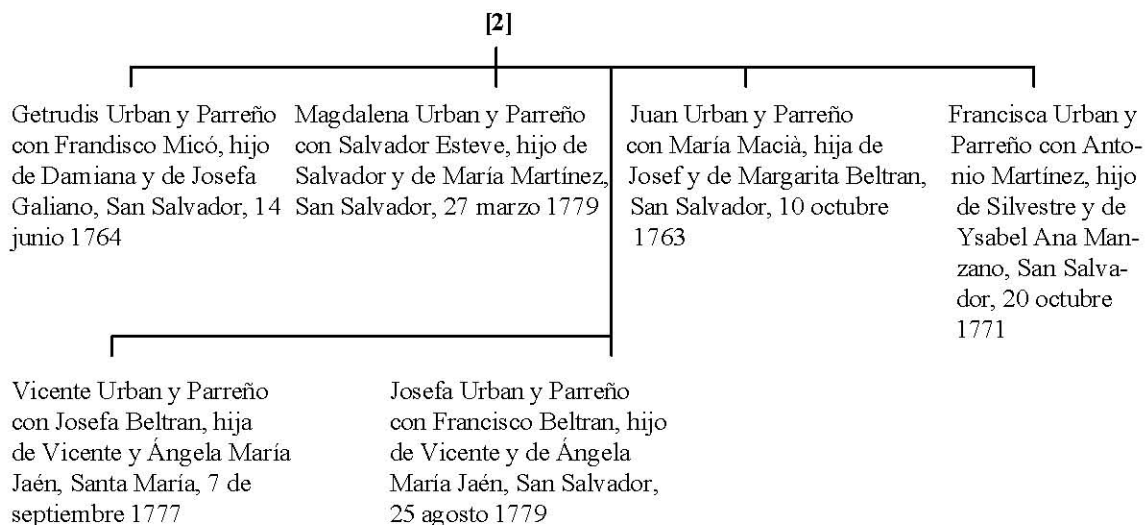 [2]
Getrudis Urban y Parreño
con Frandisco Micó, hijo
de Damiana y de Josefa
Galiano, San Salvador, 14
junio 1764
Magdalena Urban y Parreño
con Salvador Esteve, hijo de
Salvador y de María Martínez,
San Salvador, 27 marzo 1779
Juan Urban y Parreño
con María Macià, hija de
Josef y de Margarita Beltran,
San Salvador, 10 octubre
1763
Francisca Urban y
Parreño con Anto-
nio Martínez, hijo
de Silvestre y de
Ysabel Ana Man-
zano, San Salva-
dor, 20 octubre
1771
Vicente Urban y Parreño
con Josefa Beltran, hija
de Vicente y Ángela María
Jaén, Santa María, 7 de
septiembre 1777
Josefa Urban y Parreño
con Francisco Beltran, hijo
de Vicente y de Ángela
María Jaén, San Salvador,
25 agosto 1779